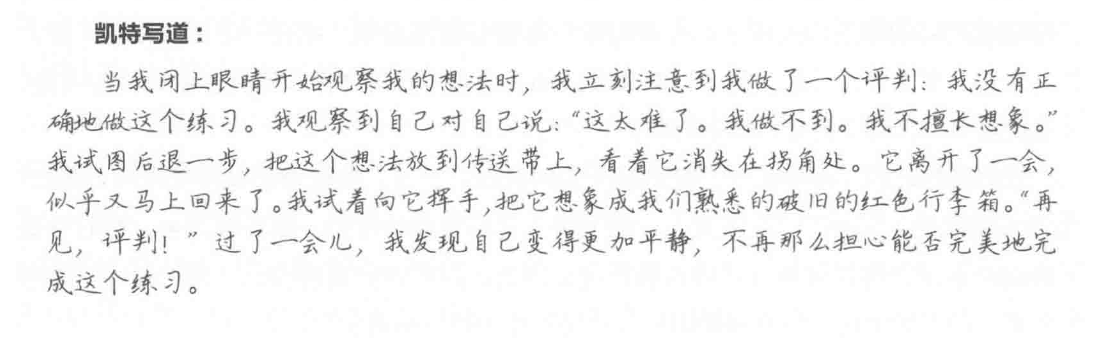 凯特写道：
当我闭上眼睛开始观察我的想法时，我立刻注意到我做了一个评判：我没有正
确地做这个练习。我观察到自己对自己说：“这太难了。我做不到。我不擅长想象。”
我试图后退一步，把这个想法放到传送带上，看着它消失在拐角处。它离开了一会，
似乎又马上回来了。我试着向它挥手，把它想象成我们熟悉的破旧的红色行李箱。“再
见，评判！”过了一会儿，我发现自己变得更加平静，不再那么担心能否完美地完
成这个练习。